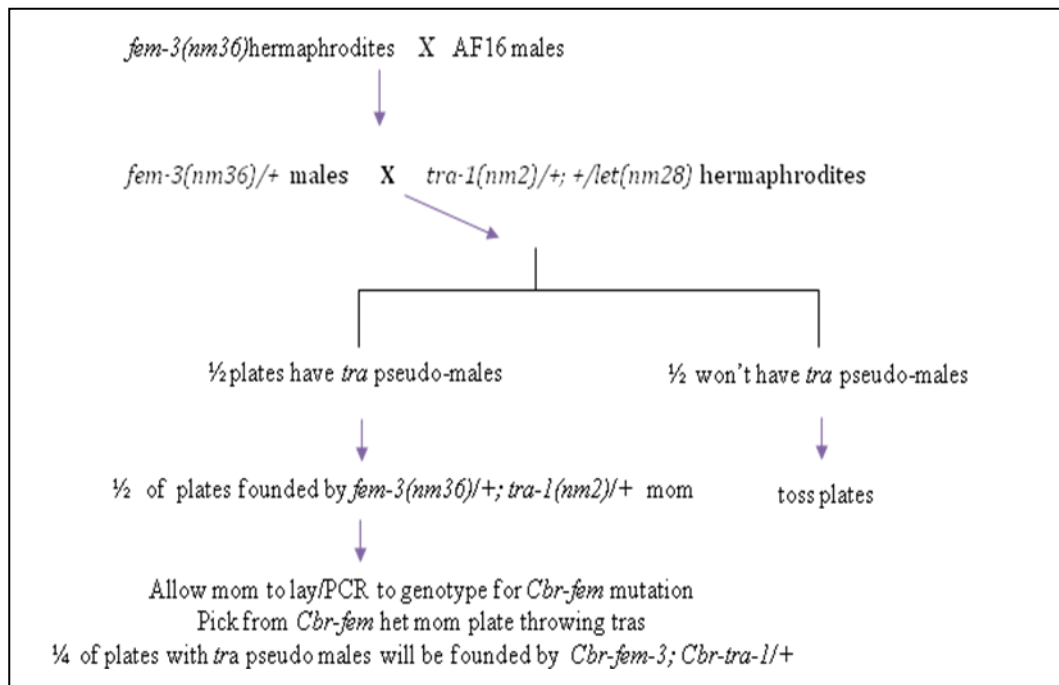 fem-3(nm36)hermaphrodites X AF16 males
fem-3(nm36)/+ males X tra-1(nm2)/+; +/let(nm28) hermaphrodites
½ plates have tra pseudo-males
½ won't have tra pseudo-males
½ of plates founded by fem-3(nm36)/+; tra-1(nm2)/+ mom
toss plates
Allow mom to lay/PCR to genotype for Cbr-fem mutation
Pick from Cbr-fem het mom plate throwing tras
¼ of plates with tra pseudo males will be founded by Cbr-fem-3; Cbr-tra-1/+